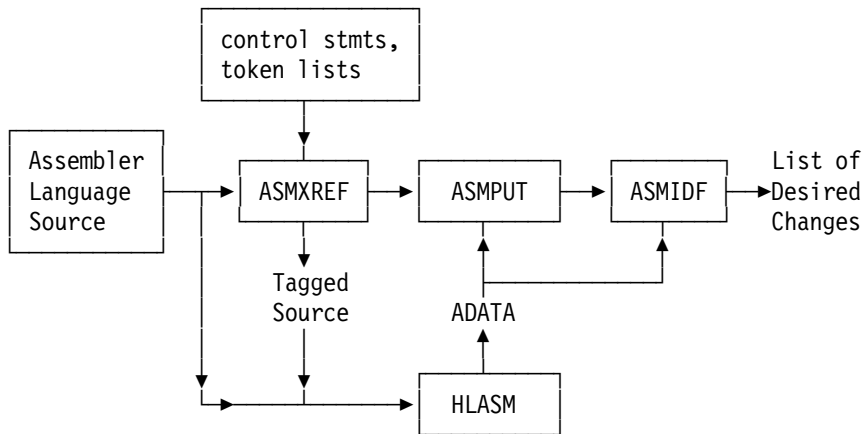 control stmts,
token lists
Assembler
Language
Source
ASMXREF
ASMPUT
ASMIDF
List of
Desired
Changes
Tagged
Source
ADATA
HLASM